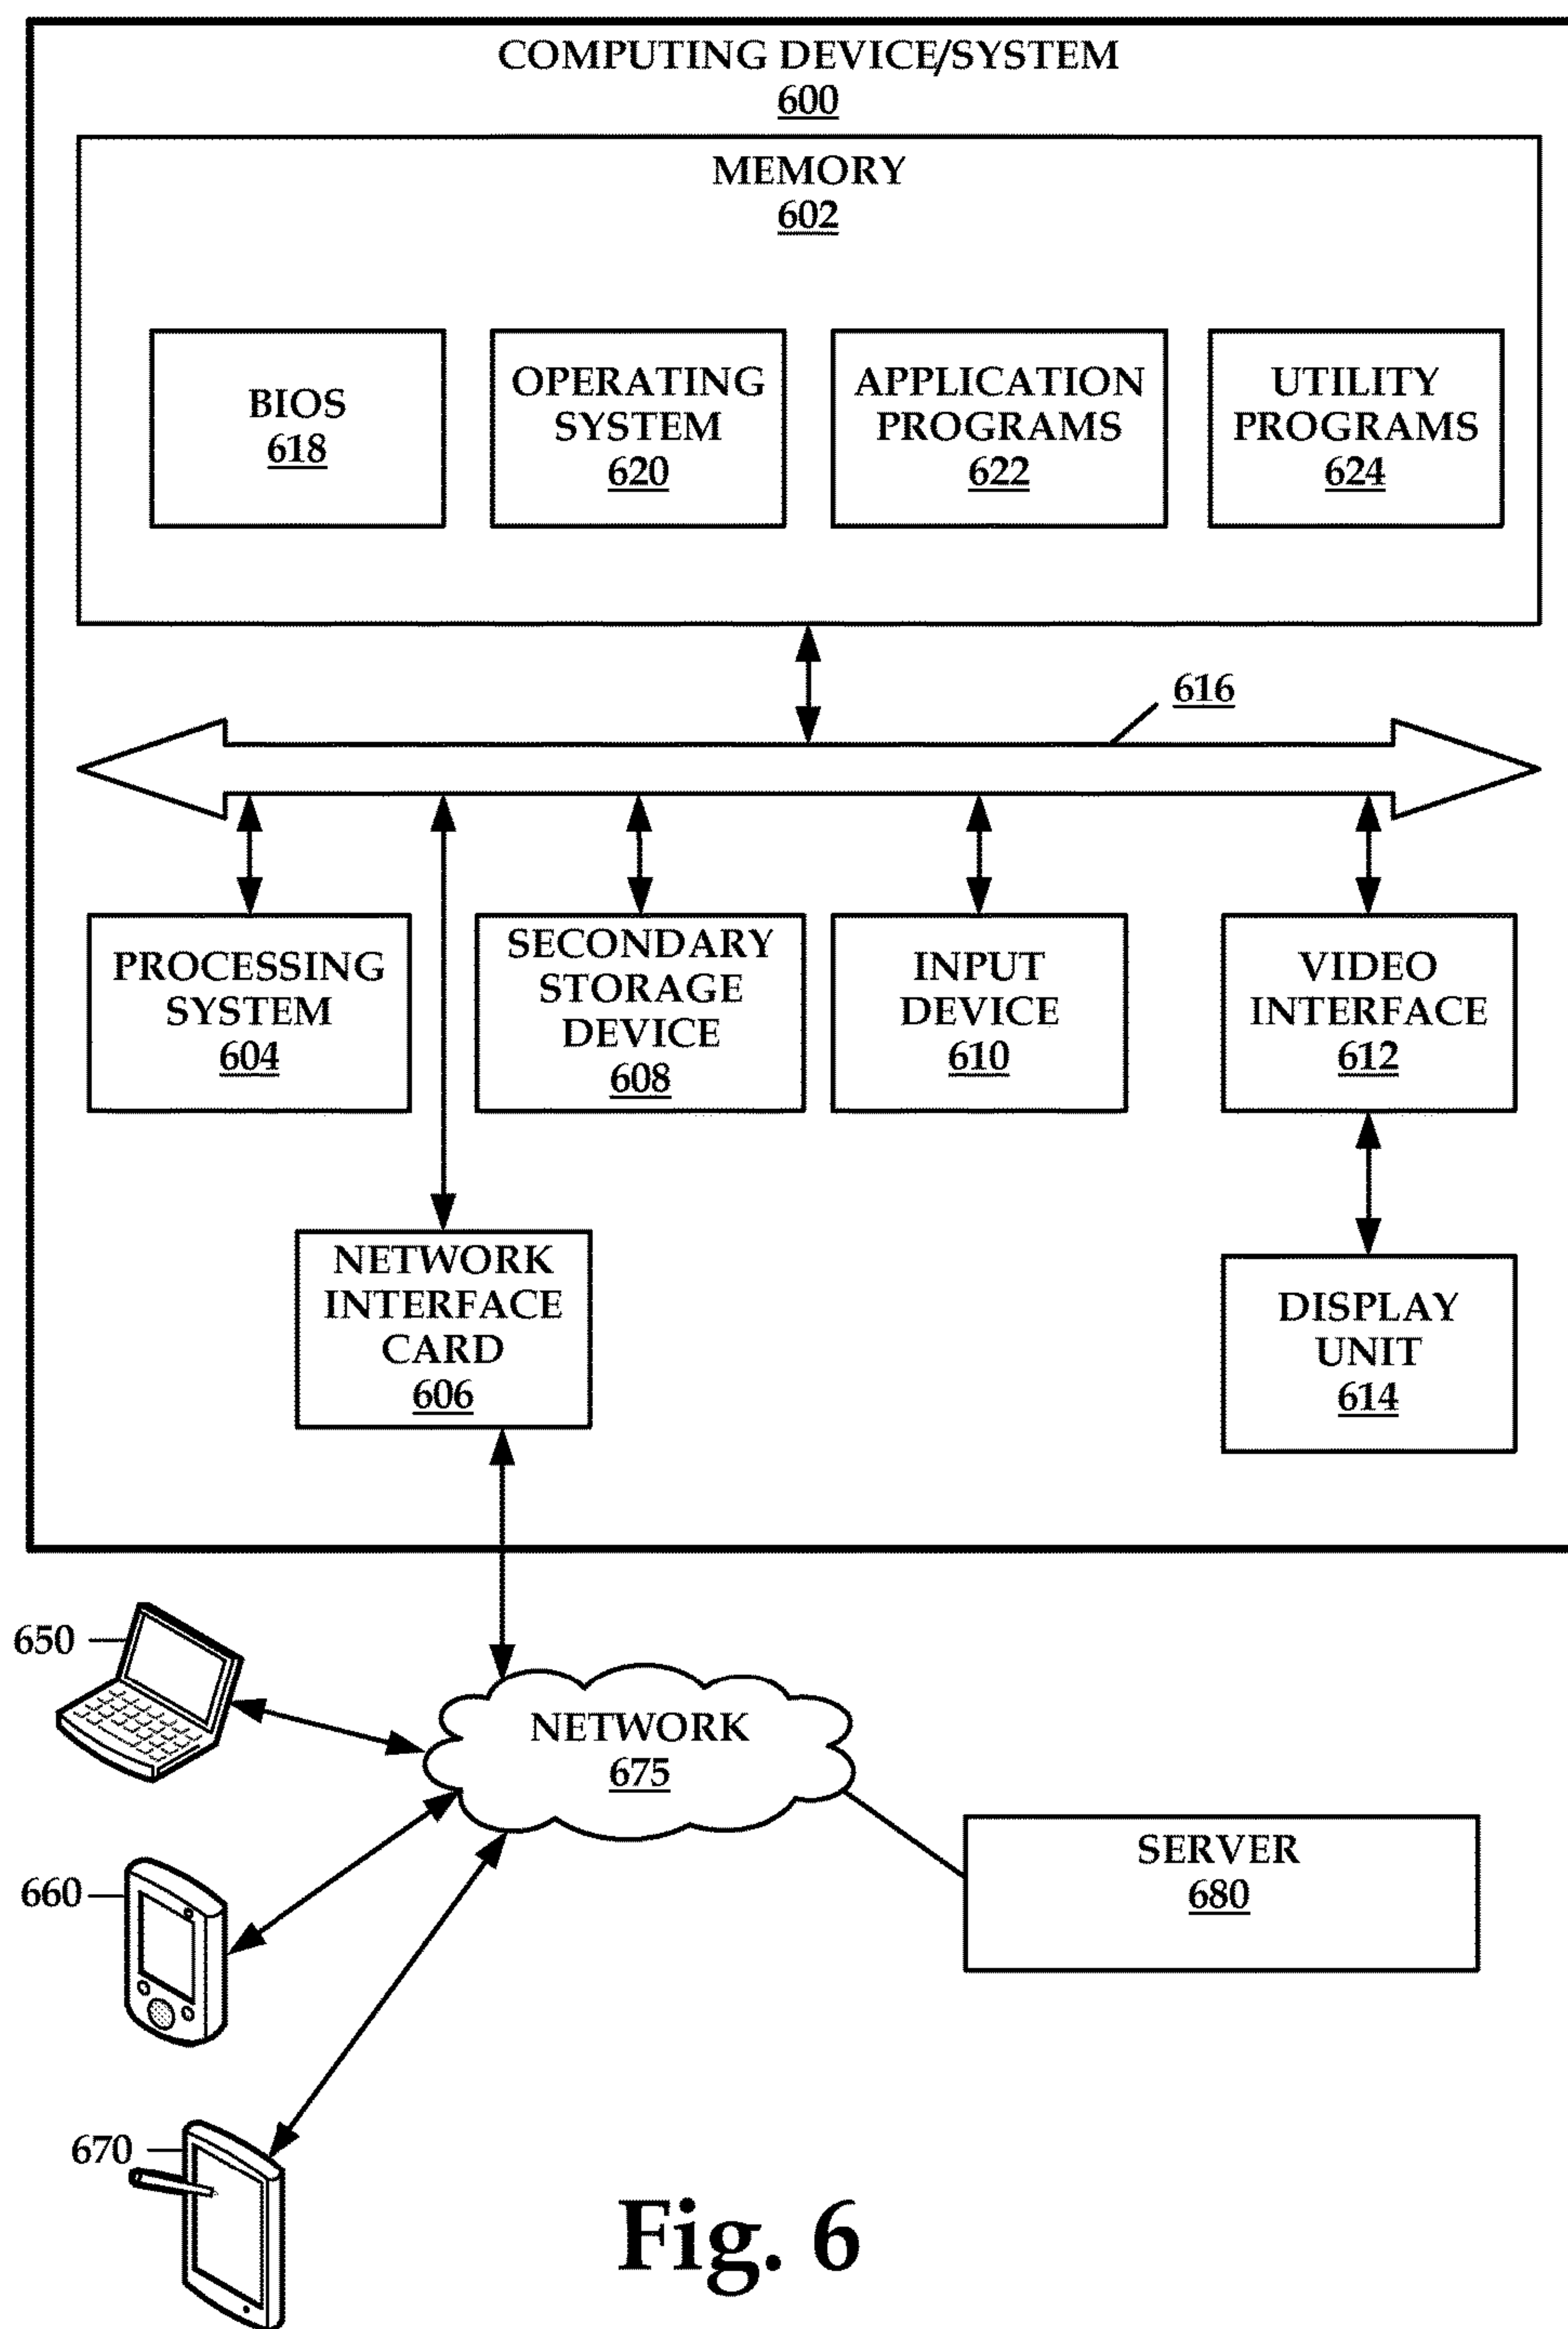 COMPUTING DEVICE/SYSTEM
600
MEMORY
602
BIOS
618
OPERATING
SYSTEM
620
APPLICATION
PROGRAMS
622
UTILITY
PROGRAMS
624
616
PROCESSING
SYSTEM
604
SECONDARY
STORAGE
DEVICE
608
INPUT
DEVICE
610
VIDEO
INTERFACE
612
NETWORK
INTERFACE
CARD
606
DISPLAY
UNIT
614
650
NETWORK
675
SERVER
680
660
670
Fig. 6